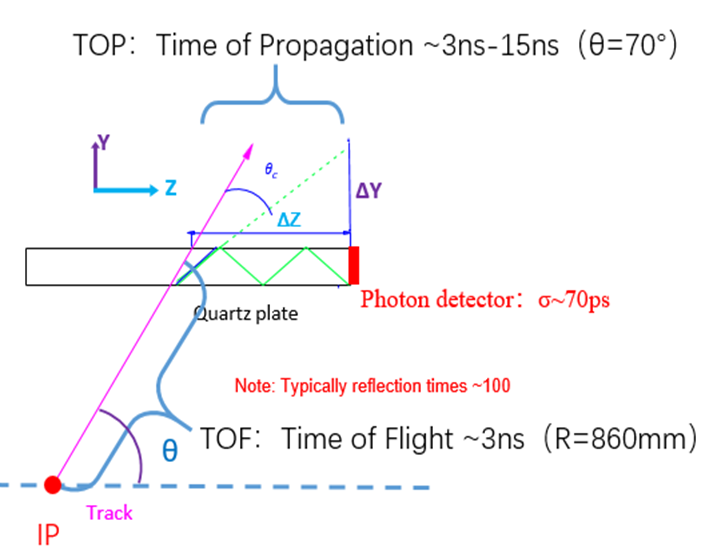 TOP：Time of Propagation ~3ns-15ns（θ=70°）
Y
Z
θc
ΔY
ΔZ
Photon detector：σ~70ps
Quartz plate
Note: Typically reflection times ~100
θ
TOF：Time of Flight ~3ns（R=860mm）
Track
IP